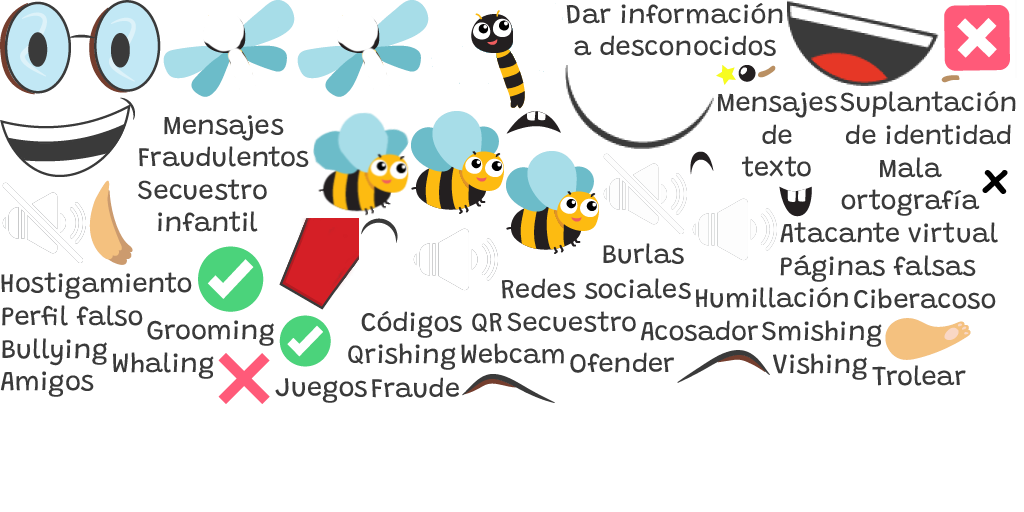 Dar información
a desconocidos
Mensajes
de
texto
Suplantación
de identidad
Mala
ortografía
Mensajes
Fraudulentos
Secuestro
infantil
Atacante virtual
Páginas falsas
Burlas
Hostigamiento
Redes sociales
Humillación
Ciberacoso
Perfil falso
Grooming
Códigos QR
Secuestro
Acosador
Smishing
Bullying
Whaling
Qrishing
Webcam
Ofender
Vishing
Trolear
Amigos
Juegos
Fraude